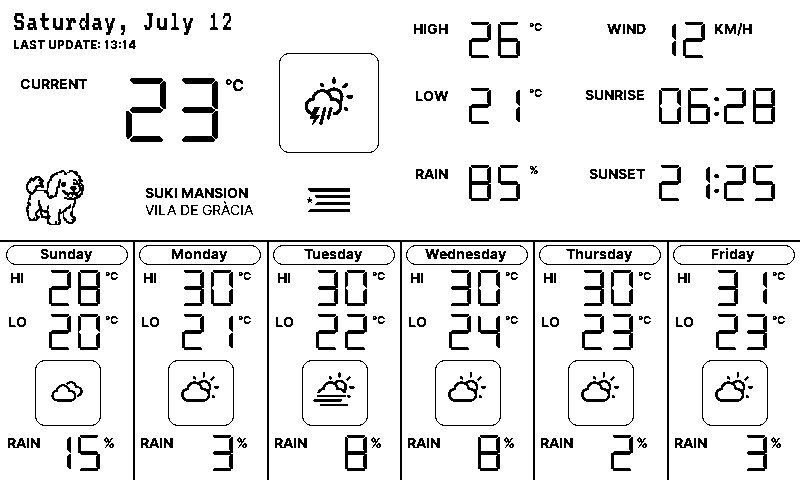 Saturday, July 12
LAST UPDATE: 13:14
CURRENT 23 °C
SUKI MANSION
VILA DE GRÀCIA
HIGH 26 °C
LOW 21 °C
RAIN 85 %
WIND 12 KM/H
SUNRISE 06:28
SUNSET 21:25
Sunday
HI 28 °C
LO 20 °C
RAIN 15 %
Monday
HI 30 °C
LO 21 °C
RAIN 3 %
Tuesday
HI 30 °C
LO 22 °C
RAIN 8 %
Wednesday
HI 30 °C
LO 24 °C
RAIN 8 %
Thursday
HI 30 °C
LO 23 °C
RAIN 2 %
Friday
HI 31 °C
LO 23 °C
RAIN 3 %